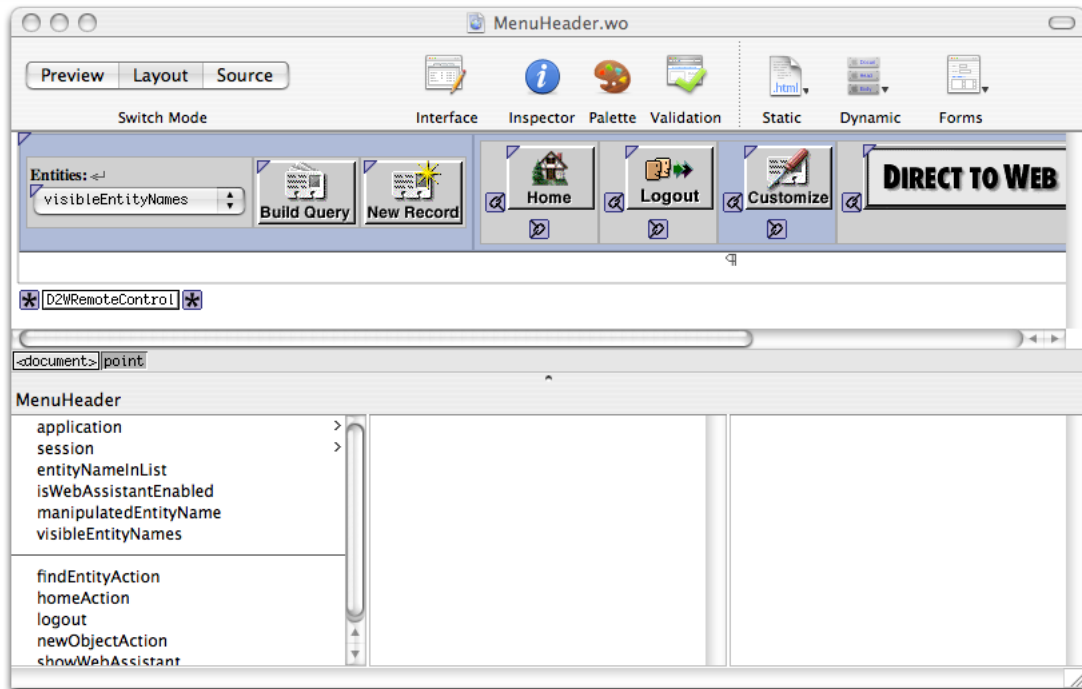 MenuHeader.wo
Preview Layout Source
.html
Switch Mode Interface Inspector Palette Validation Static Dynamic Forms
Entities:
visibleEntityNames
Build Query New Record Home Logout Customize DIRECT TO WEB
D2WRemoteControl
<document> point
MenuHeader
application
session
entityNameInList
isWebAssistantEnabled
manipulatedEntityName
visibleEntityNames
findEntityAction
homeAction
logout
newObjectAction
showWebAssistant